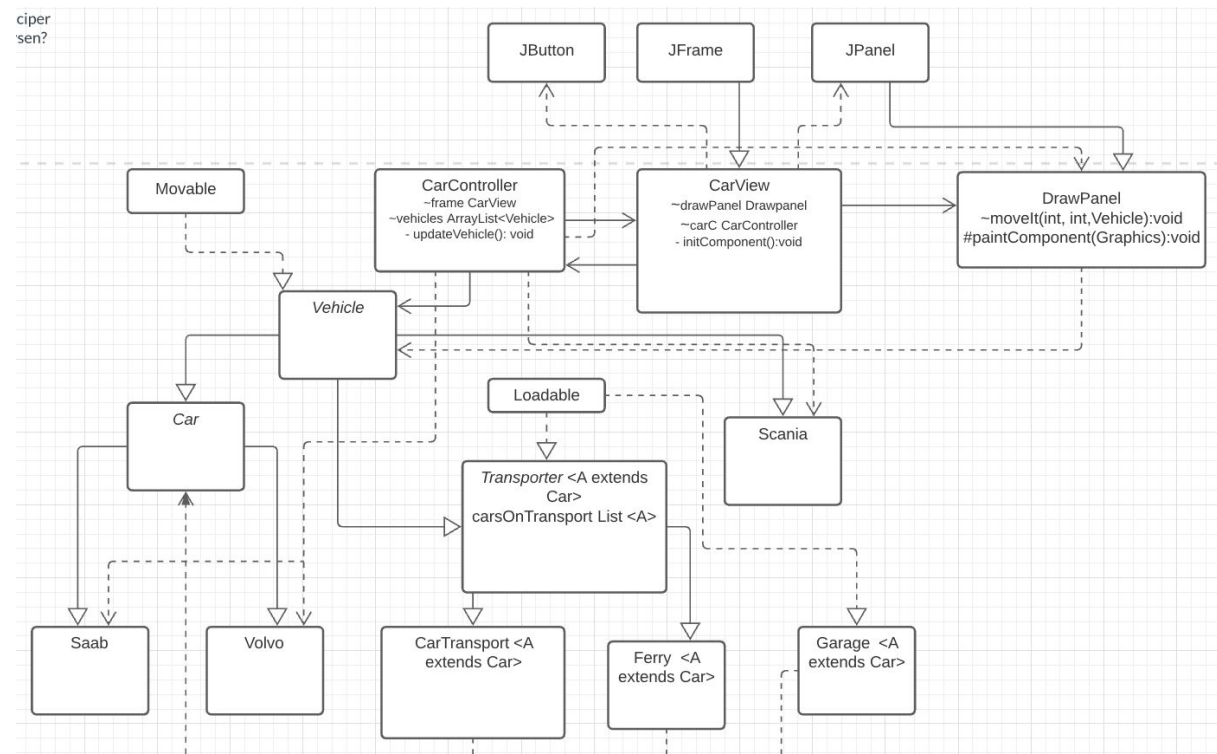 ciper
sen?
JButton
JFrame
JPanel
Movable
CarController
~frame CarView
~vehicles ArrayList<Vehicle>
- updateVehicle(): void
CarView
~drawPanel Drawpanel
~carC CarController
- initComponent():void
DrawPanel
~moveIt(int, int,Vehicle):void
#paintComponent(Graphics):void
Vehicle
Car
Loadable
Scania
Transporter <A extends
Car>
carsOnTransport List <A>
Saab
Volvo
CarTransport <A
extends Car>
Ferry <A
extends Car>
Garage <A
extends Car>